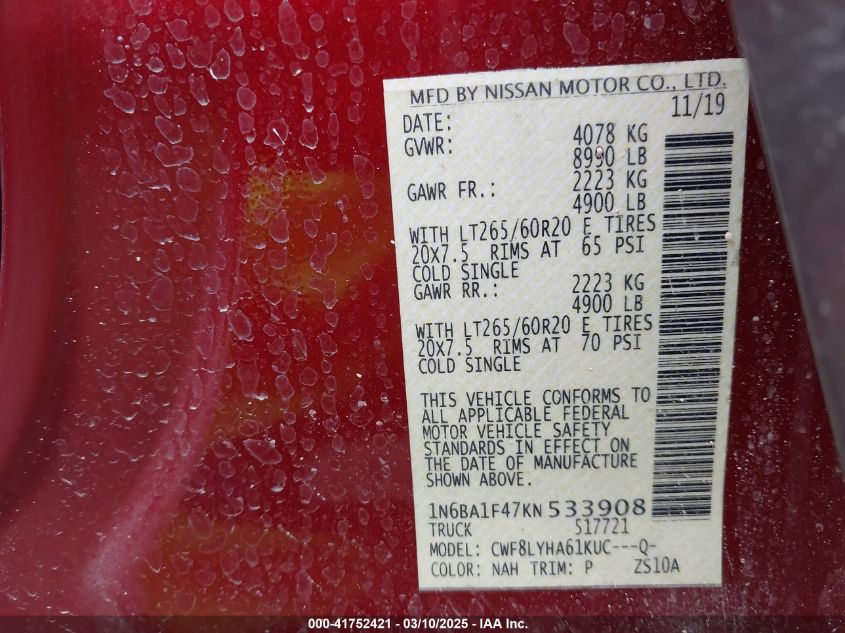 MFD BY NISSAN MOTOR CO., LTD.
DATE: 11/19
GVWR: 4078 KG
8990 LB
GAWR FR.: 2223 KG
4900 LB
WITH LT265/60R20 E TIRES
20X7.5 RIMS AT 65 PSI
COLD SINGLE
GAWR RR.: 2223 KG
4900 LB
WITH LT265/60R20 E TIRES
20X7.5 RIMS AT 70 PSI
COLD SINGLE
THIS VEHICLE CONFORMS TO
ALL APPLICABLE FEDERAL
MOTOR VEHICLE SAFETY
STANDARDS IN EFFECT ON
THE DATE OF MANUFACTURE
SHOWN ABOVE.
1N6BA1F47KN533908
TRUCK 517721
MODEL: CWF8LYHA61KUC---Q-
COLOR: NAH TRIM: P ZS10A
000-41752421 - 03/10/2025 - IAA Inc.